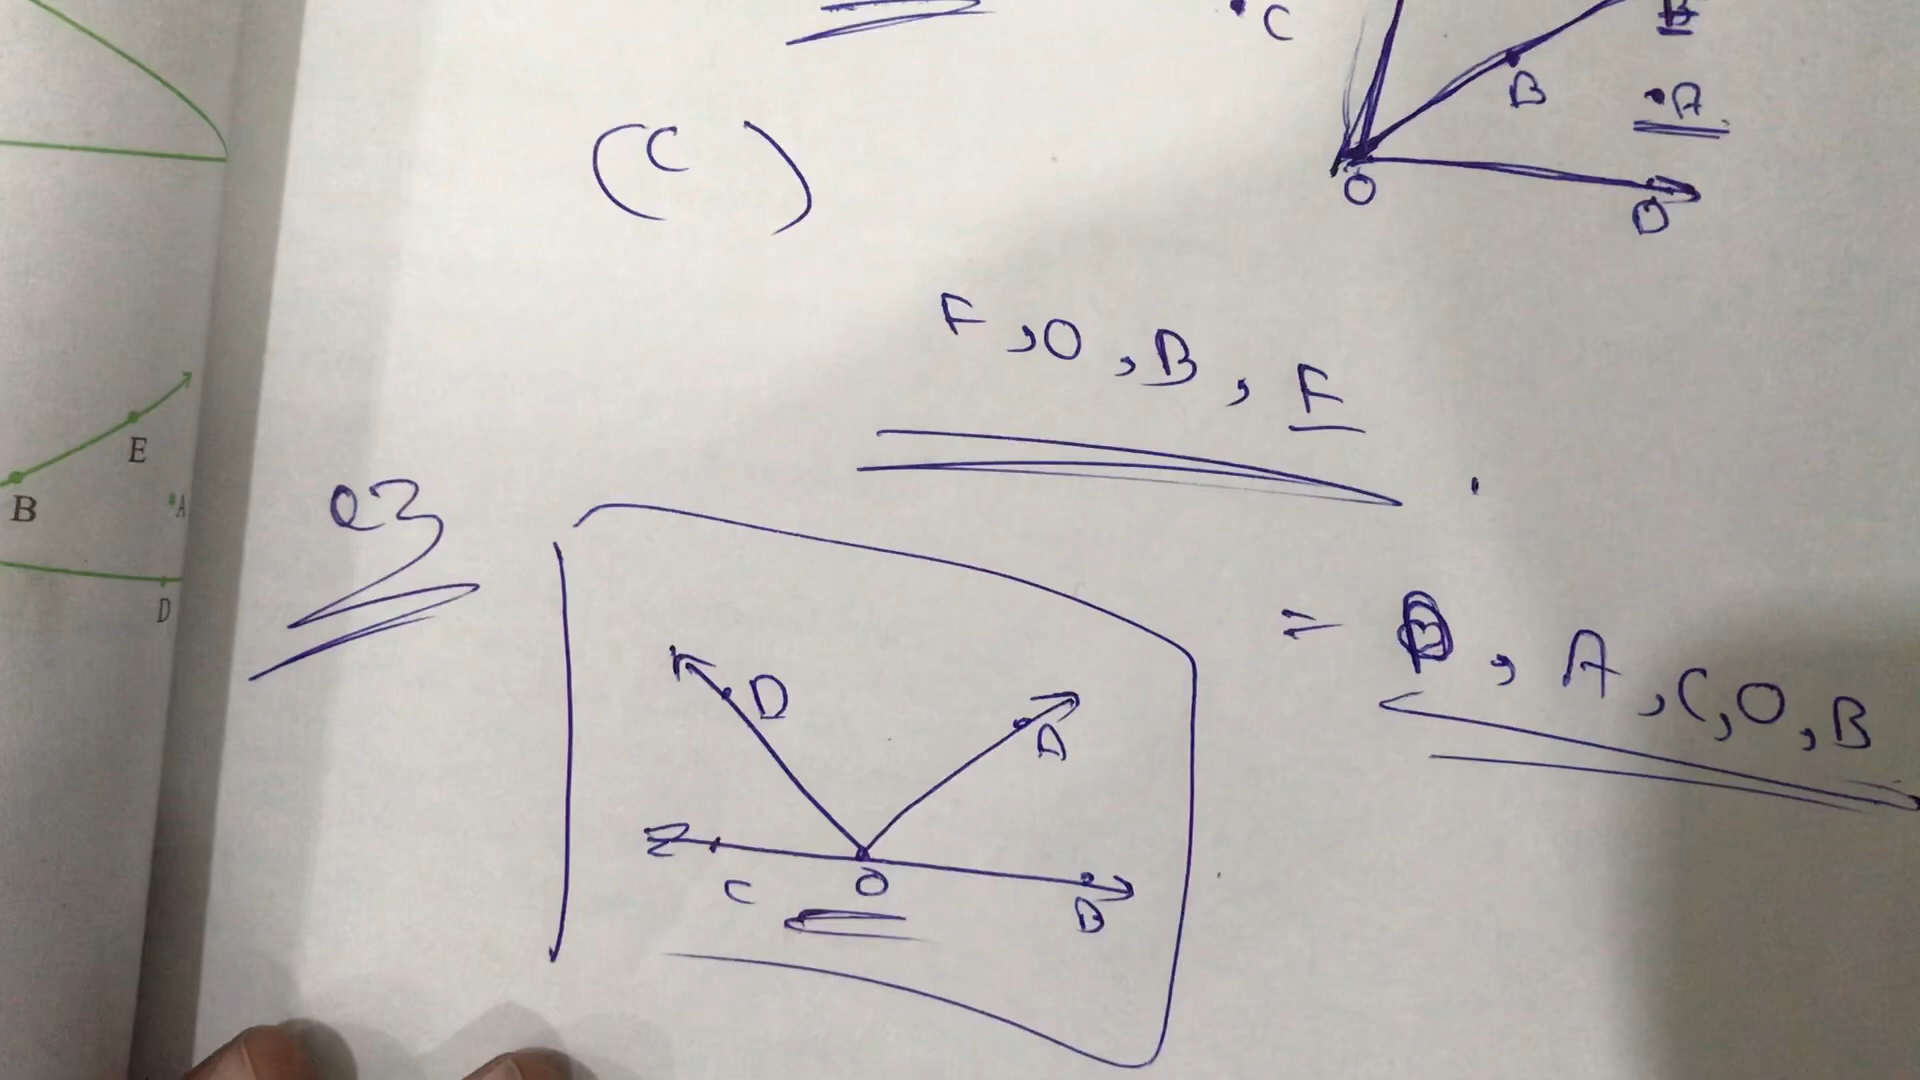 C
B
A
(C)
O
D
F, O, B, F
E
B
A
D
Q3
= D, A, C, O, B
D
D
C
O
B